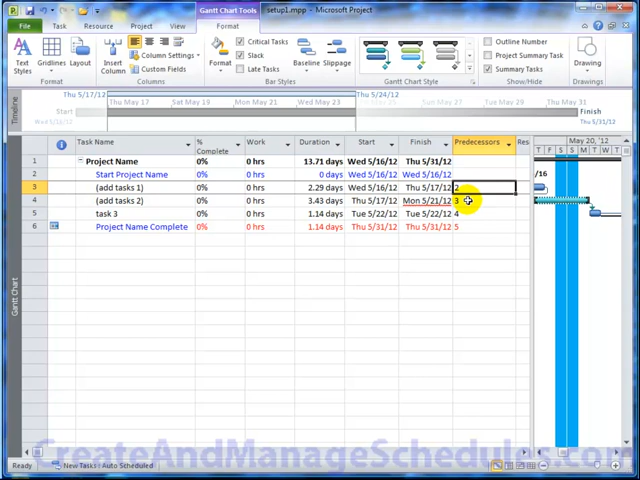 Gantt Chart Tools
setup1.mpp - Microsoft Project
File Task Resource Project View Format
Text Styles
Gridlines
Layout
Format
Insert Column
Column Settings
Custom Fields
Columns
Format
Critical Tasks
Slack
Late Tasks
Bar Styles
Baseline
Slippage
Gantt Chart Style
Outline Number
Project Summary Task
Summary Tasks
Show/Hide
Drawing
Drawings
Timeline
Thu 5/17/12 Thu 5/24/12
Thu May 17 Sat May 19 Mon May 21 Wed May 23 Sun May 27 Tue May 29 Thu May 31
Start
Wed 5/16/12
Finish
Thu 5/31/12
Task Name % Complete Work Duration Start Finish Predecessors Res
May 20, '12
T F S S M T W T F
1 Project Name 0% 0 hrs 13.71 days Wed 5/16/12 Thu 5/31/12
2 Start Project Name 0% 0 hrs 0 days Wed 5/16/12 Wed 5/16/12 /16
3 (add tasks 1) 0% 0 hrs 2.29 days Wed 5/16/12 Thu 5/17/12 2
4 (add tasks 2) 0% 0 hrs 3.43 days Thu 5/17/12 Mon 5/21/12 3
5 task 3 0% 0 hrs 1.14 days Tue 5/22/12 Tue 5/22/12 4
6 Project Name Complete 0% 0 hrs 1.14 days Thu 5/31/12 Thu 5/31/12 5
Gantt Chart
CreateAndManageSchedules.com
Ready New Tasks : Auto Scheduled